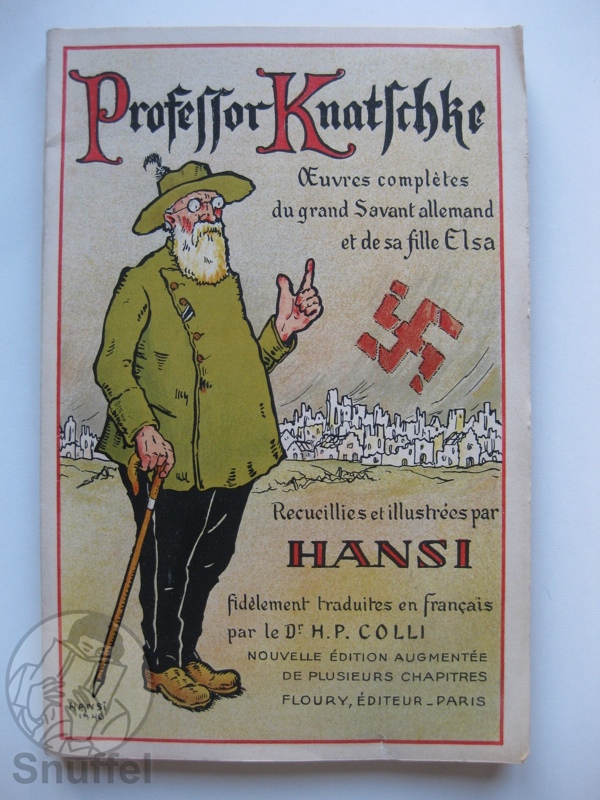 Professor Knatschke
Œuvres complètes
du grand Savant allemand
et de sa fille Elsa
Recueillies et illustrées par
HANSI
fidèlement traduites en français
par le Dr H.P. COLLI
NOUVELLE ÉDITION AUGMENTÉE
DE PLUSIEURS CHAPITRES
FLOURY, ÉDITEUR_PARIS
HANSI
1946
Snuffel